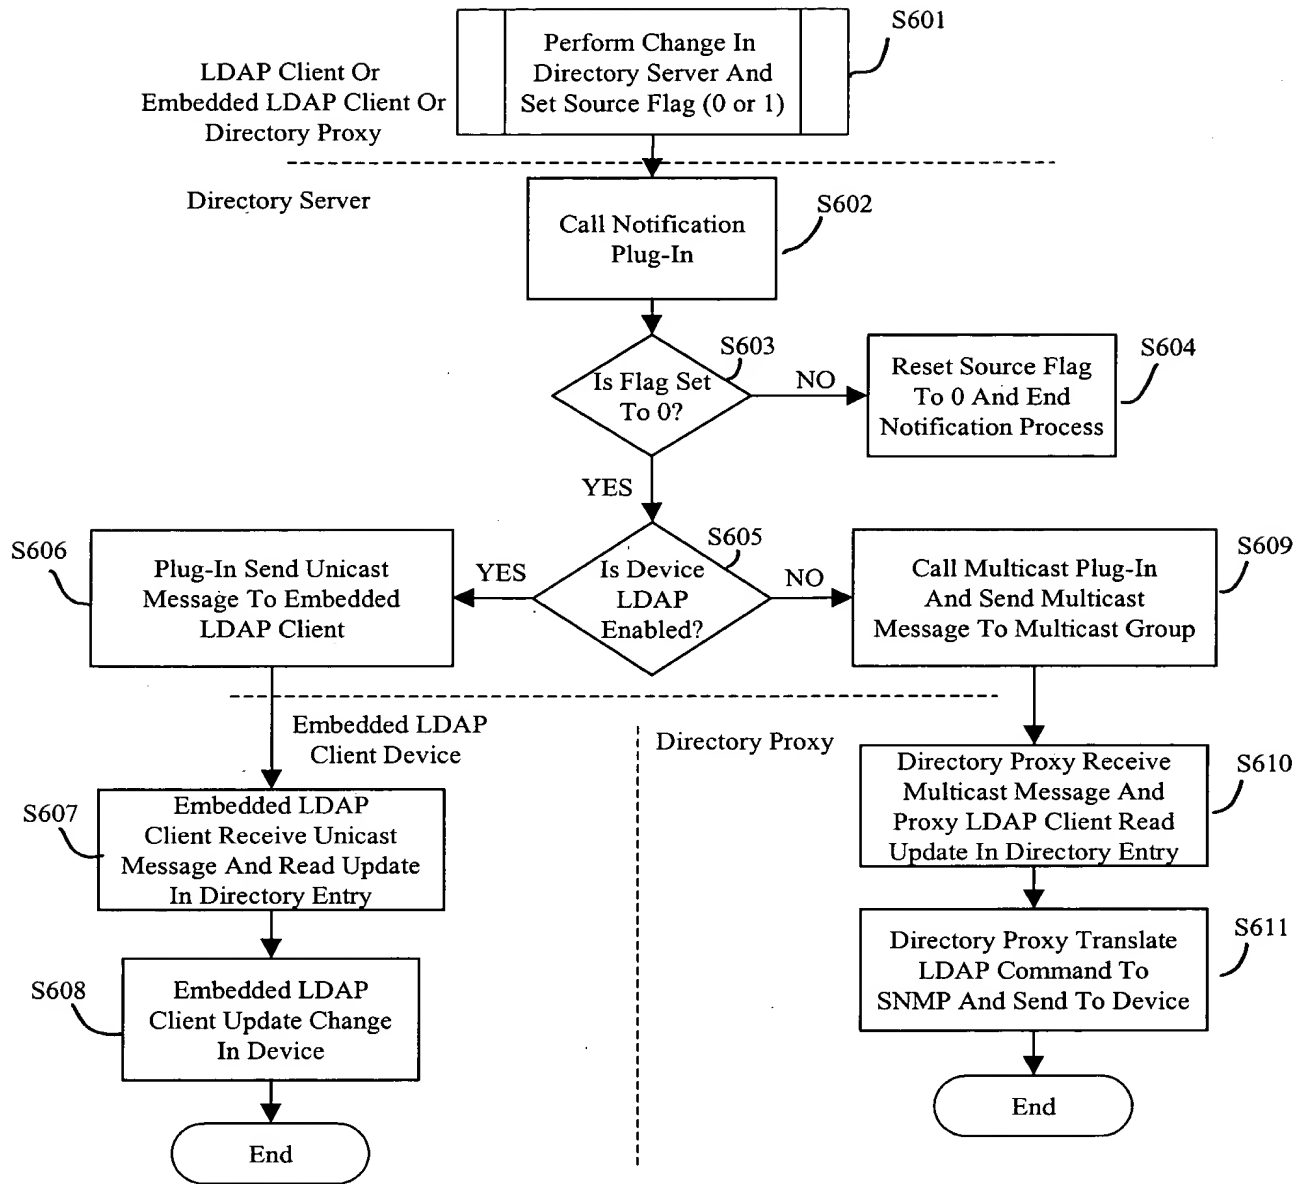 S601
Perform Change In
Directory Server And
Set Source Flag (0 or 1)
LDAP Client Or
Embedded LDAP Client Or
Directory Proxy
Directory Server
S602
Call Notification
Plug-In
S603
Is Flag Set
To 0?
NO
S604
Reset Source Flag
To 0 And End
Notification Process
YES
S605
Is Device
LDAP
Enabled?
YES
NO
S606
Plug-In Send Unicast
Message To Embedded
LDAP Client
S609
Call Multicast Plug-In
And Send Multicast
Message To Multicast Group
Embedded LDAP
Client Device
Directory Proxy
S607
Embedded LDAP
Client Receive Unicast
Message And Read Update
In Directory Entry
S610
Directory Proxy Receive
Multicast Message And
Proxy LDAP Client Read
Update In Directory Entry
S608
Embedded LDAP
Client Update Change
In Device
S611
Directory Proxy Translate
LDAP Command To
SNMP And Send To Device
End
End